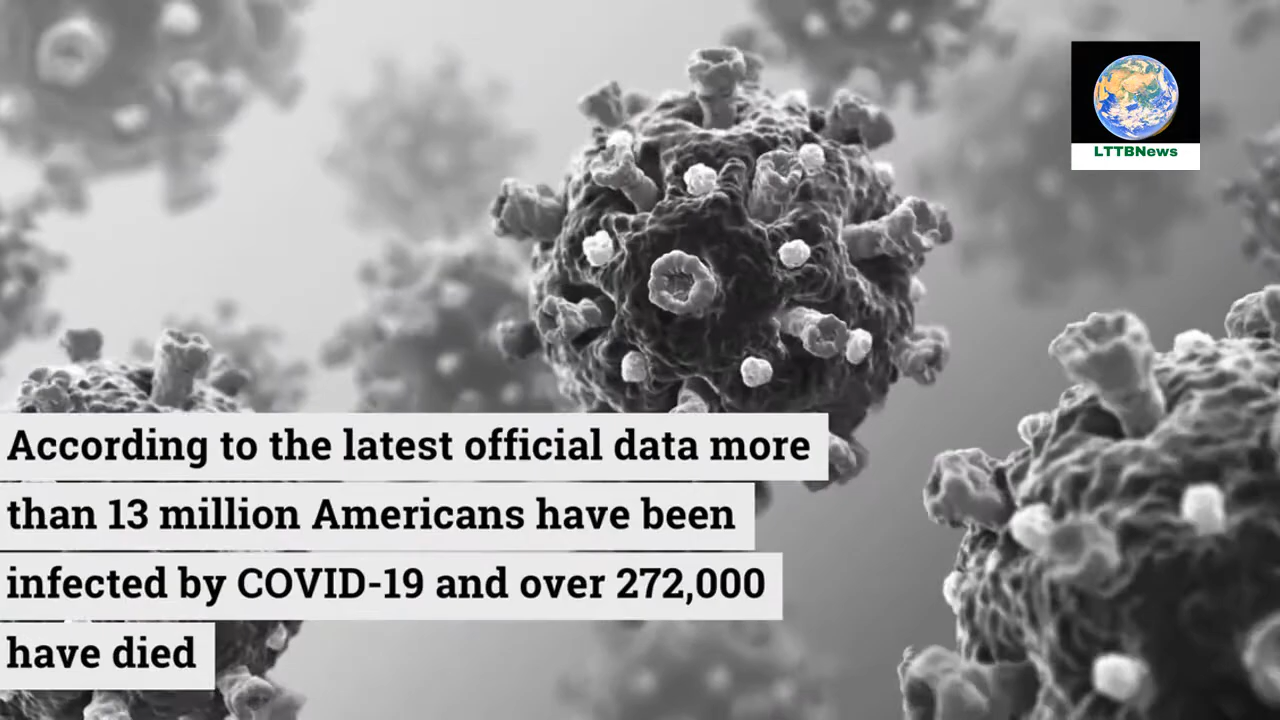 LTTBNews
According to the latest official data more
than 13 million Americans have been
infected by COVID-19 and over 272,000
have died